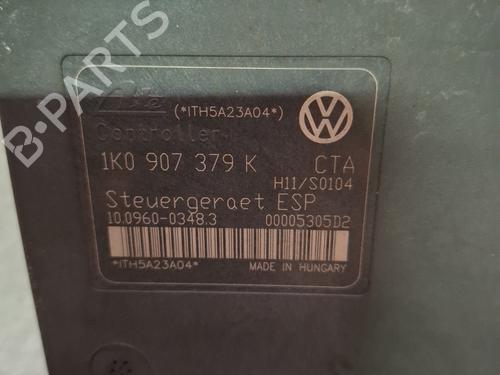 B-PARTS
Ate (*ITH5A23A04*)
Controller
1K0 907 379 K CTA
H11/S0104
Steuergeraet ESP
10.0960-0348.3 00005305D2
*ITH5A23A04* MADE IN HUNGARY